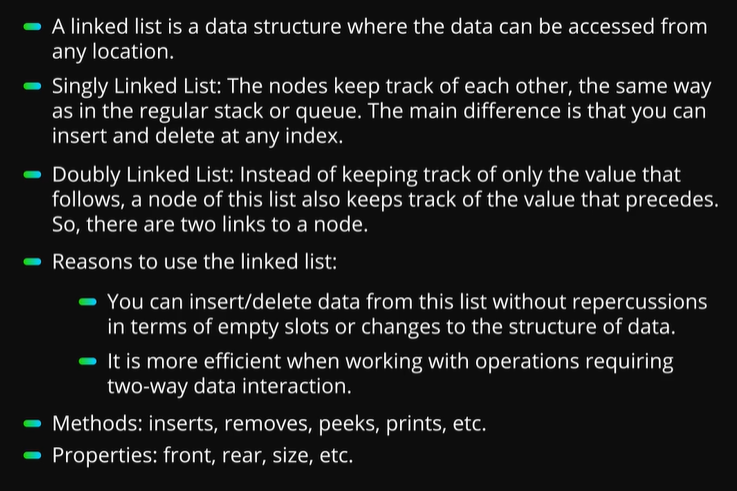 A linked list is a data structure where the data can be accessed from
any location.
Singly Linked List: The nodes keep track of each other, the same way
as in the regular stack or queue. The main difference is that you can
insert and delete at any index.
Doubly Linked List: Instead of keeping track of only the value that
follows, a node of this list also keeps track of the value that precedes.
So, there are two links to a node.
Reasons to use the linked list:
You can insert/delete data from this list without repercussions
in terms of empty slots or changes to the structure of data.
It is more efficient when working with operations requiring
two-way data interaction.
Methods: inserts, removes, peeks, prints, etc.
Properties: front, rear, size, etc.